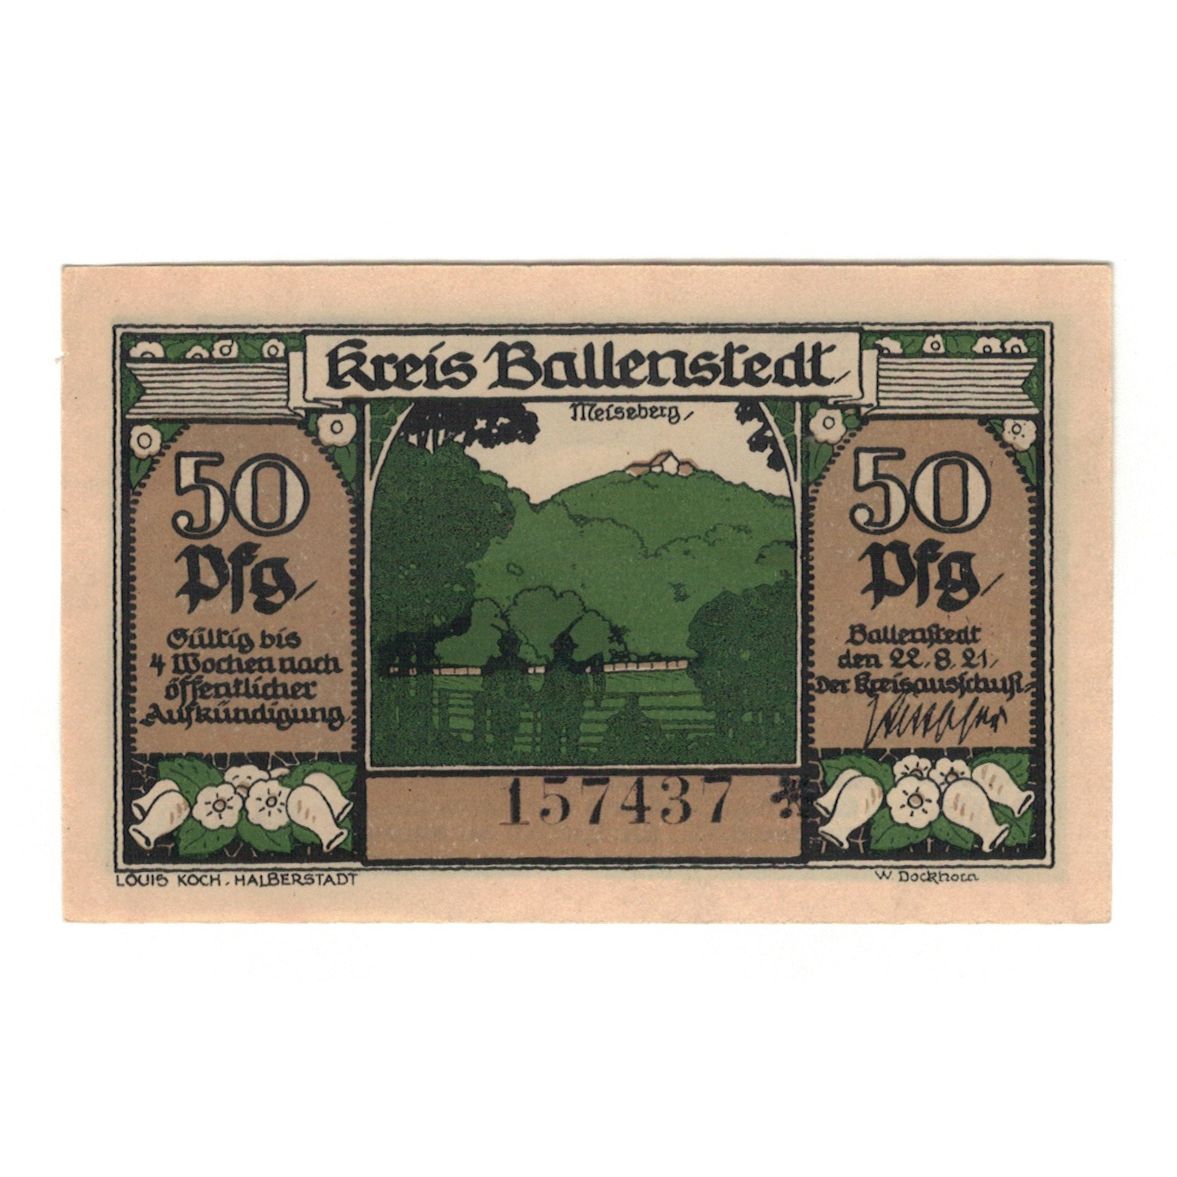 Kreis Ballenstedt
Meiseberg
50
Pfg
Gültig bis
4 Wochen nach
öffentlicher
Aufkündigung
50
Pfg
Ballenstedt
den 22. 8. 21
Der Kreisausschuß
157437 *
LOUIS KOCH, HALBERSTADT
W. Dockhorn